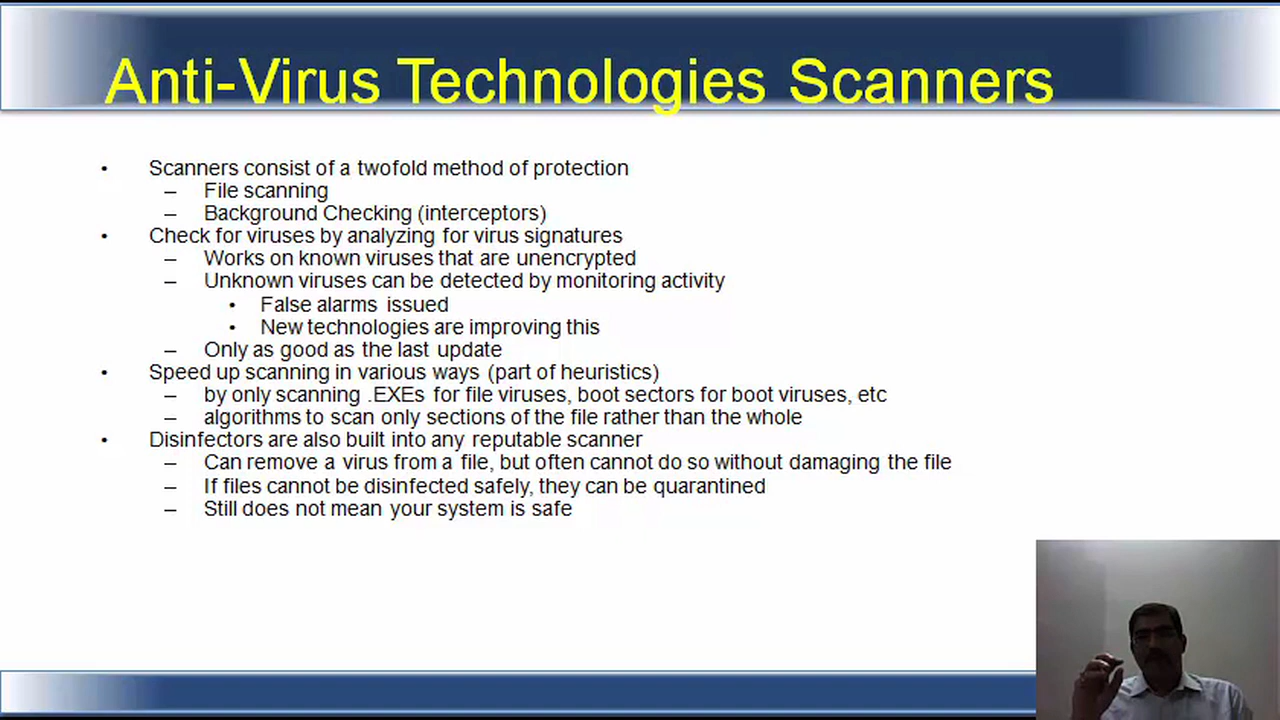 Anti-Virus Technologies Scanners
• Scanners consist of a twofold method of protection
– File scanning
– Background Checking (interceptors)
• Check for viruses by analyzing for virus signatures
– Works on known viruses that are unencrypted
– Unknown viruses can be detected by monitoring activity
• False alarms issued
• New technologies are improving this
– Only as good as the last update
• Speed up scanning in various ways (part of heuristics)
– by only scanning .EXEs for file viruses, boot sectors for boot viruses, etc
– algorithms to scan only sections of the file rather than the whole
• Disinfectors are also built into any reputable scanner
– Can remove a virus from a file, but often cannot do so without damaging the file
– If files cannot be disinfected safely, they can be quarantined
– Still does not mean your system is safe